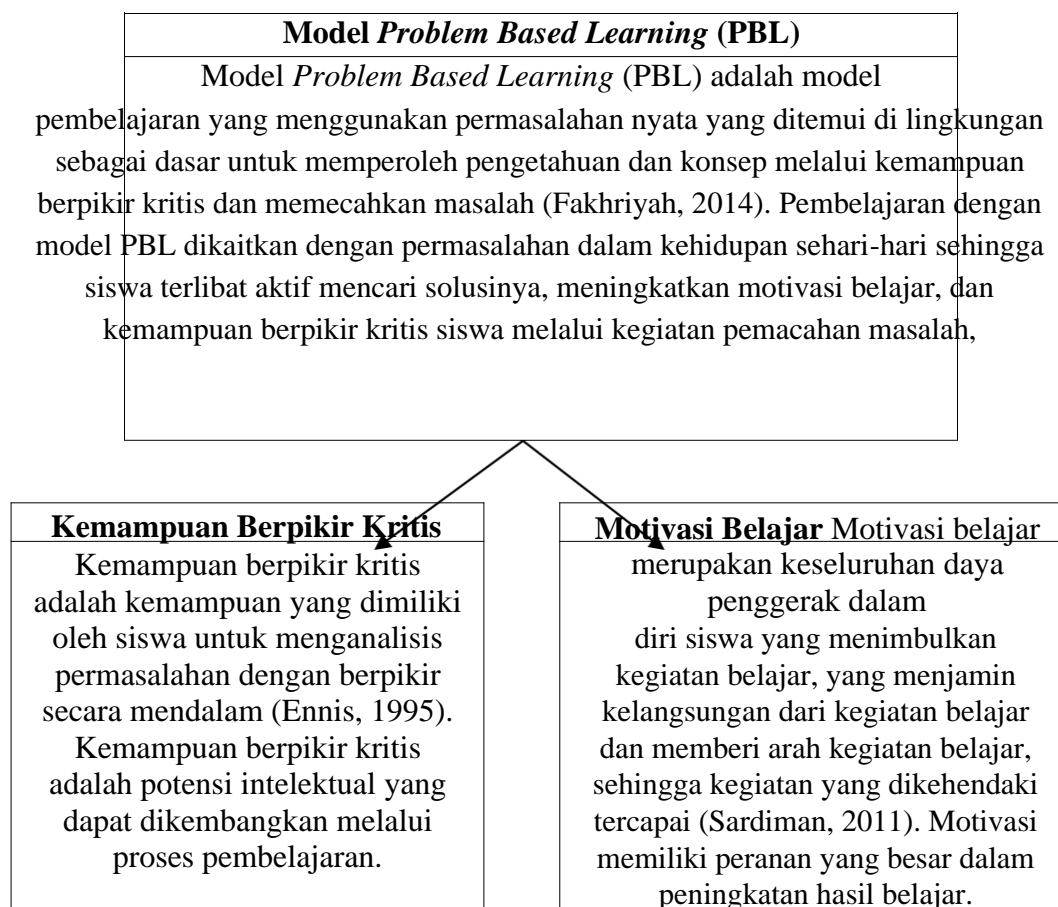 Model Problem Based Learning (PBL)
Model Problem Based Learning (PBL) adalah model
pembelajaran yang menggunakan permasalahan nyata yang ditemui di lingkungan
sebagai dasar untuk memperoleh pengetahuan dan konsep melalui kemampuan
berpikir kritis dan memecahkan masalah (Fakhriyah, 2014). Pembelajaran dengan
model PBL dikaitkan dengan permasalahan dalam kehidupan sehari-hari sehingga
siswa terlibat aktif mencari solusinya, meningkatkan motivasi belajar, dan
kemampuan berpikir kritis siswa melalui kegiatan pemacahan masalah,
Kemampuan Berpikir Kritis
Kemampuan berpikir kritis
adalah kemampuan yang dimiliki
oleh siswa untuk menganalisis
permasalahan dengan berpikir
secara mendalam (Ennis, 1995).
Kemampuan berpikir kritis
adalah potensi intelektual yang
dapat dikembangkan melalui
proses pembelajaran.
Motivasi Belajar Motivasi belajar
merupakan keseluruhan daya
penggerak dalam
diri siswa yang menimbulkan
kegiatan belajar, yang menjamin
kelangsungan dari kegiatan belajar
dan memberi arah kegiatan belajar,
sehingga kegiatan yang dikehendaki
tercapai (Sardiman, 2011). Motivasi
memiliki peranan yang besar dalam
peningkatan hasil belajar.